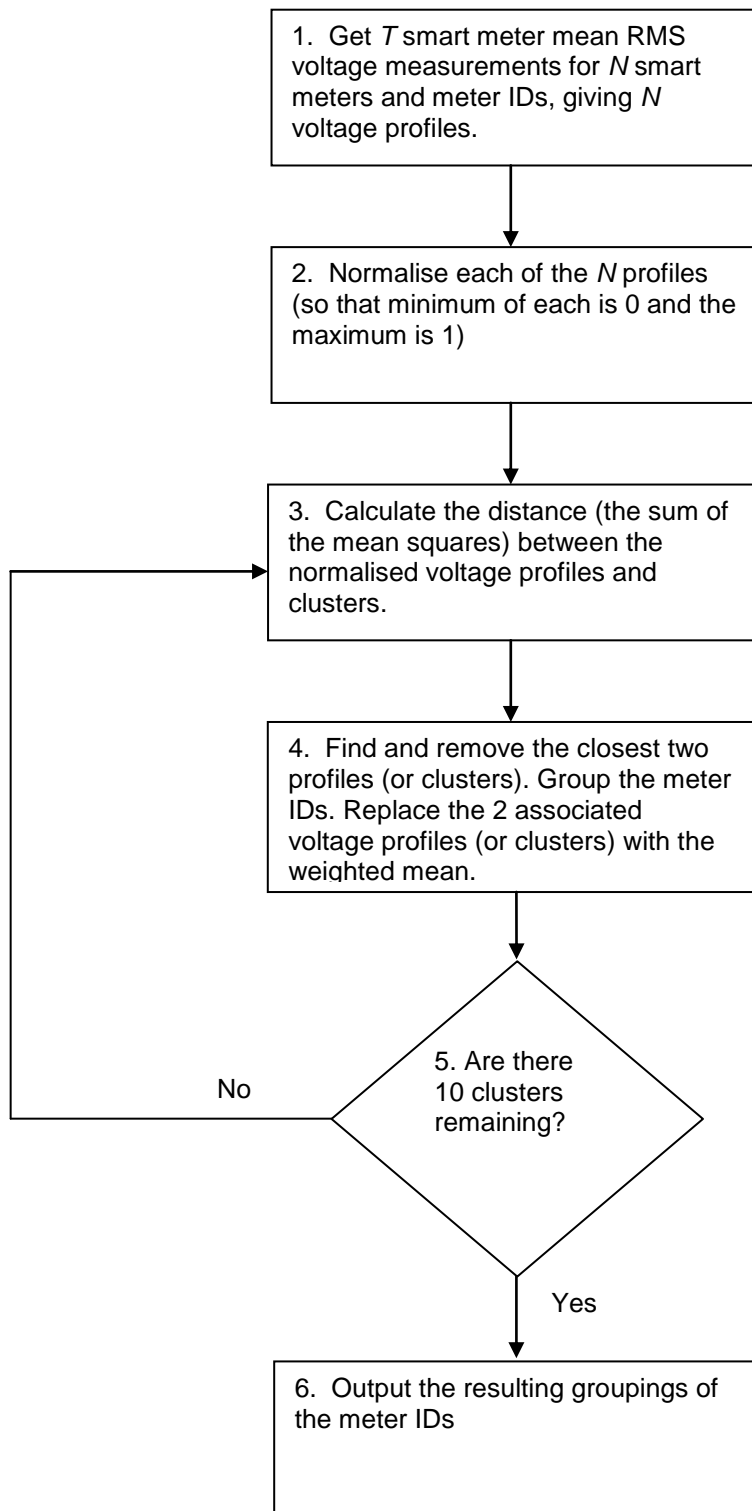 1. Get T smart meter mean RMS
voltage measurements for N smart
meters and meter IDs, giving N
voltage profiles.
2. Normalise each of the N profiles
(so that minimum of each is 0 and the
maximum is 1)
3. Calculate the distance (the sum of
the mean squares) between the
normalised voltage profiles and
clusters.
4. Find and remove the closest two
profiles (or clusters). Group the meter
IDs. Replace the 2 associated
voltage profiles (or clusters) with the
weighted mean.
5. Are there
10 clusters
remaining?
No
Yes
6. Output the resulting groupings of
the meter IDs